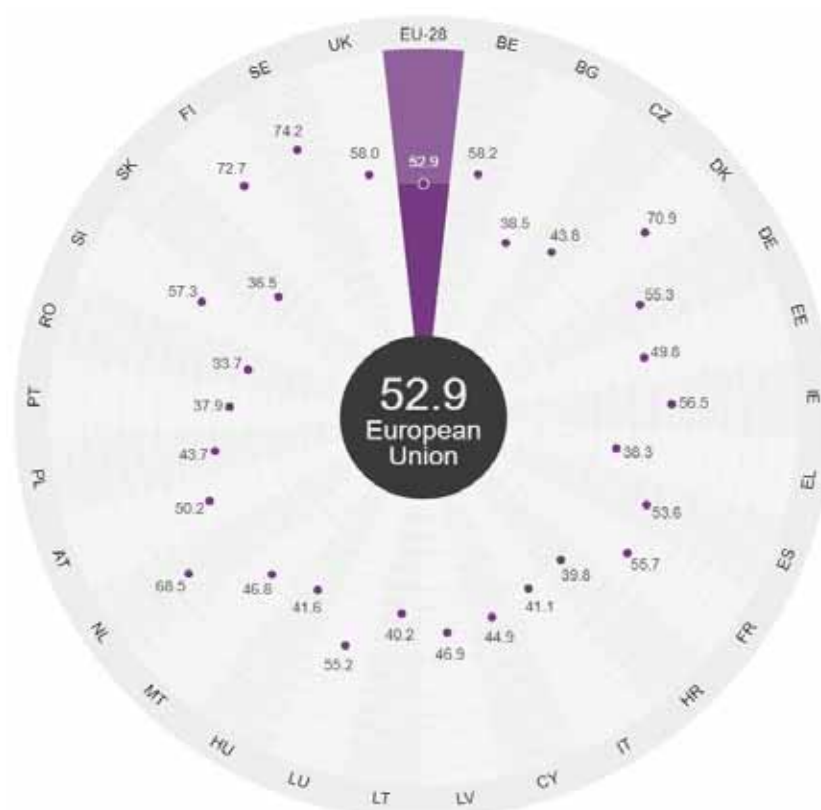 EU-28
52.9
BE
58.2
BG
38.5
CZ
43.8
DK
70.9
DE
55.3
EE
49.6
IE
56.5
EL
38.3
ES
53.6
FR
55.7
HR
39.8
IT
41.1
CY
44.9
LV
46.9
LT
40.2
LU
55.2
HU
41.6
MT
46.8
NL
68.5
AT
50.2
PL
43.7
PT
37.9
RO
33.7
SI
57.3
SK
36.5
FI
72.7
SE
74.2
UK
58.0
52.9
European
Union